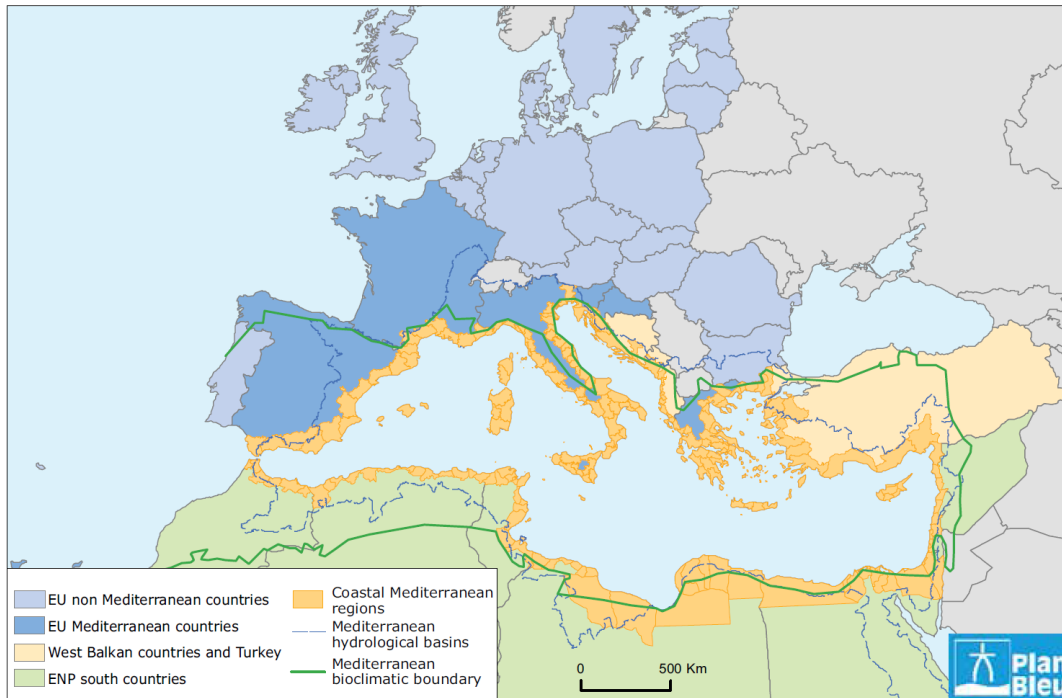 EU non Mediterranean countries
EU Mediterranean countries
West Balkan countries and Turkey
ENP south countries
Coastal Mediterranean
regions
Mediterranean
hydrological basins
Mediterranean
bioclimatic boundary
0 500 Km
Plan
Bleu